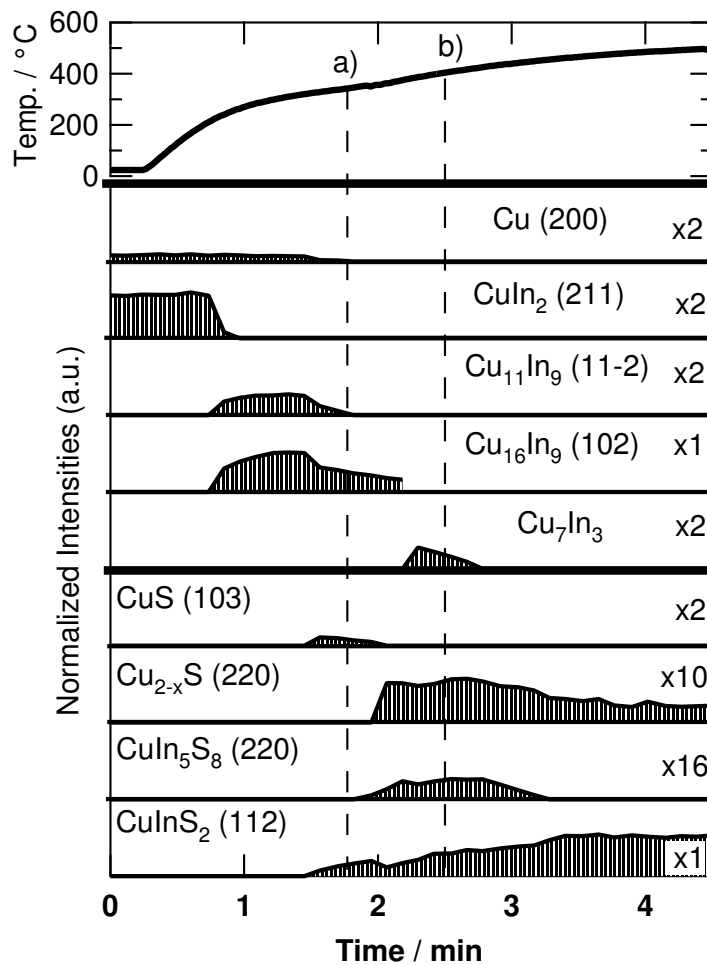 Temp. / °C
600
400
200
0
a)
b)
Normalized Intensities (a.u.)
Cu (200) x2
CuIn₂ (211) x2
Cu₁₁In₉ (11-2) x2
Cu₁₆In₉ (102) x1
Cu₇In₃ x2
CuS (103) x2
Cu₂₋ₓS (220) x10
CuIn₅S₈ (220) x16
CuInS₂ (112) x1
0 1 2 3 4
Time / min